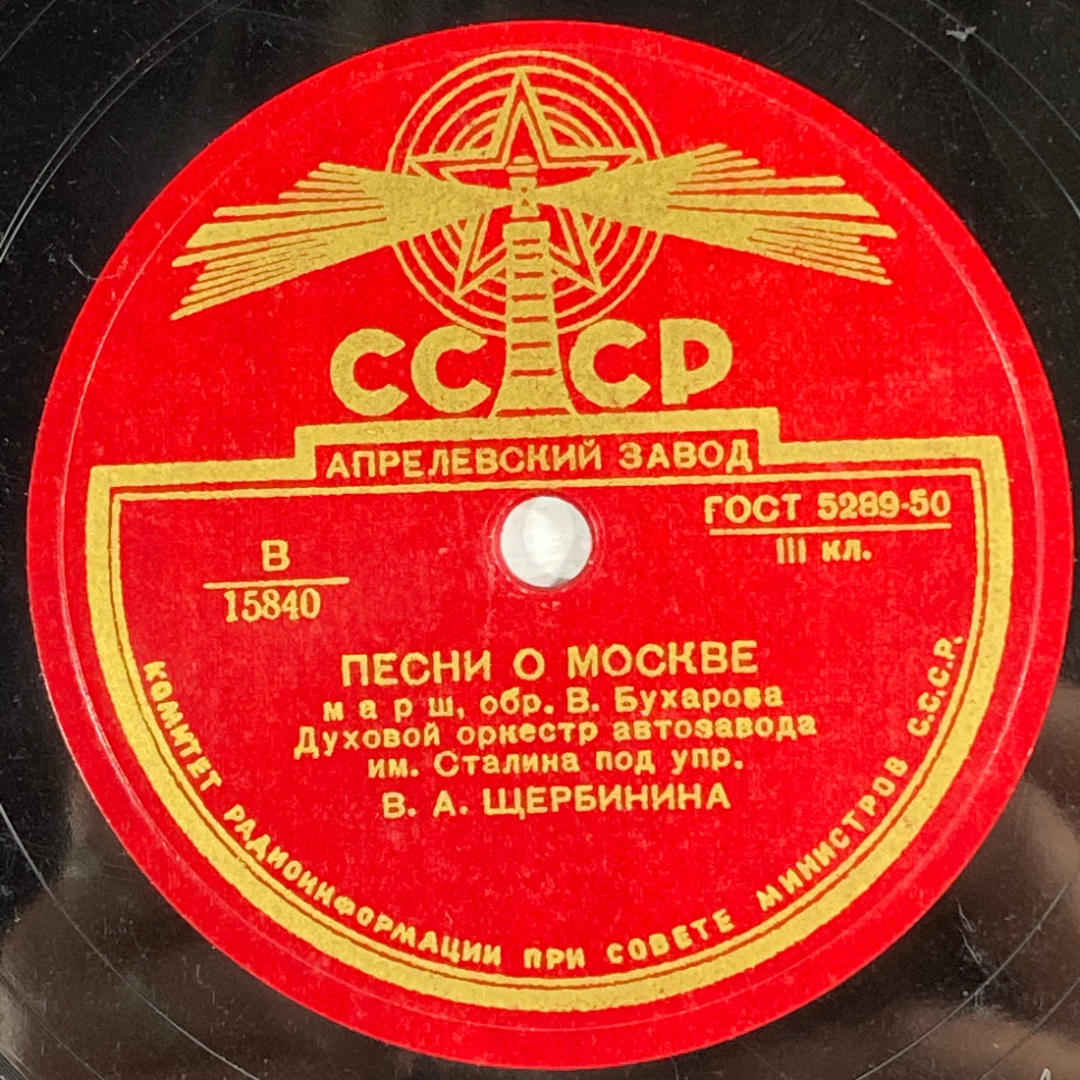 СССР
АПРЕЛЕВСКИЙ ЗАВОД
ГОСТ 5289-50
III кл.
В
15840
ПЕСНИ О МОСКВЕ
марш, обр. В. Бухарова
Духовой оркестр автозавода
им. Сталина под упр.
В. А. ЩЕРБИНИНА
КОМИТЕТ РАДИОИНФОРМАЦИИ ПРИ СОВЕТЕ МИНИСТРОВ С.С.С.Р.